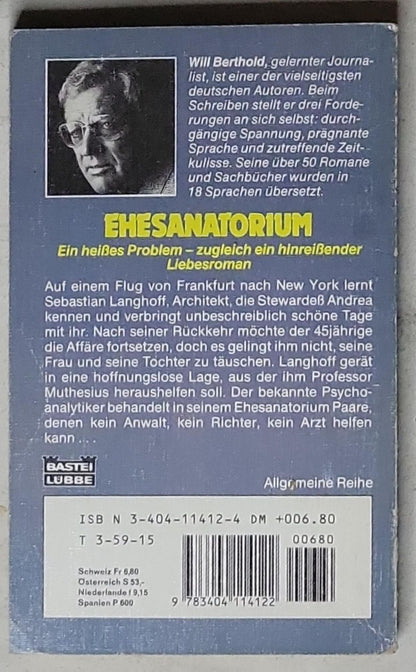 Will Berthold, gelernter Journa-
list, ist einer der vielseitigsten
deutschen Autoren. Beim
Schreiben stellt er drei Forde-
rungen an sich selbst: durch-
gängige Spannung, prägnante
Sprache und zutreffende Zeit-
kulisse. Seine über 50 Romane
und Sachbücher wurden in
18 Sprachen übersetzt.
EHESANATORIUM
Ein heißes Problem – zugleich ein hinreißender
Liebesroman
Auf einem Flug von Frankfurt nach New York lernt
Sebastian Langhoff, Architekt, die Stewardeß Andrea
kennen und verbringt unbeschreiblich schöne Tage
mit ihr. Nach seiner Rückkehr möchte der 45jährige
die Affäre fortsetzen, doch es gelingt ihm nicht, seine
Frau und seine Tochter zu täuschen. Langhoff gerät
in eine hoffnungslose Lage, aus der ihm Professor
Muthesius heraushelfen soll. Der bekannte Psycho-
analytiker behandelt in seinem Ehesanatorium Paare,
denen kein Anwalt, kein Richter, kein Arzt helfen
kann ...
BASTEI
LÜBBE
Allgemeine Reihe
ISB N 3-404-11412-4 DM +006.80
T 3-59-15
00680
Schweiz Fr 6,80
Österreich S 53,-
Niederlande f 9,15
Spanien P 600
9 783404 114122